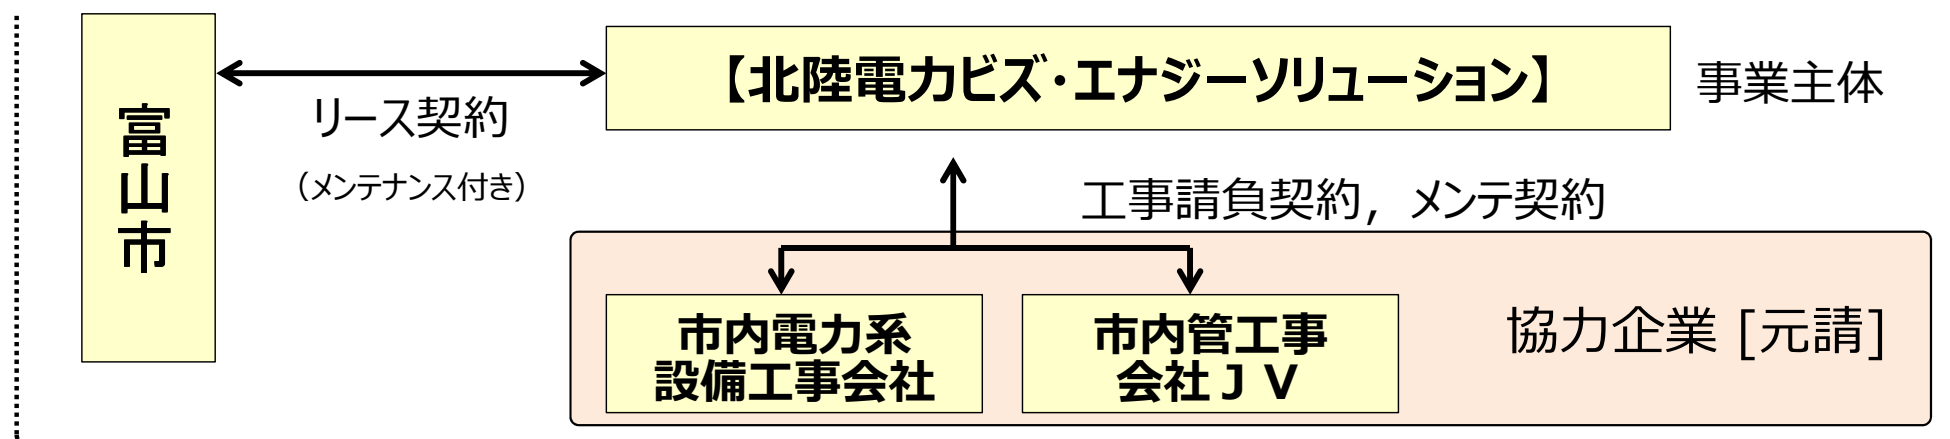 富山市
リース契約
（メンテナンス付き）
【北陸電力ビズ・エナジーソリューション】
事業主体
工事請負契約，メンテ契約
市内電力系
設備工事会社
市内管工事
会社ＪＶ
協力企業 [元請]